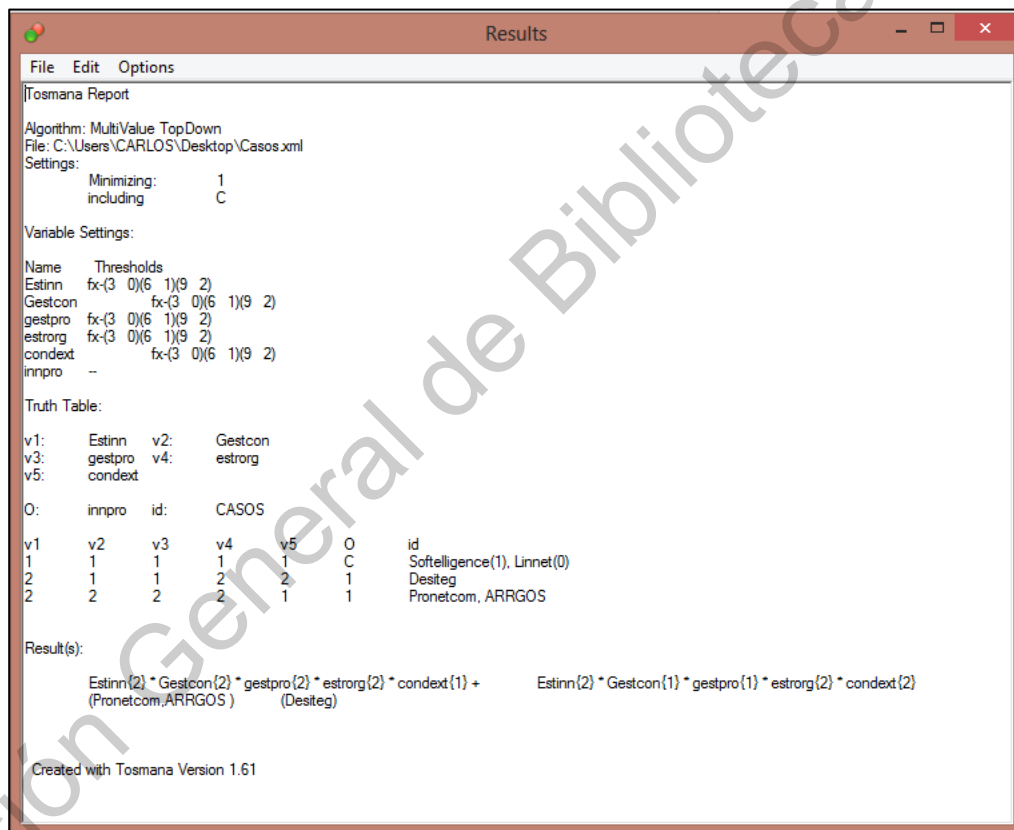 Results
File Edit Options
Tosmana Report
Algorithm: MultiValue TopDown
File: C:\Users\CARLOS\Desktop\Casos.xml
Settings:
Minimizing: 1
including C
Variable Settings:
Name Thresholds
Estinn fx-(3 0)(6 1)(9 2)
Gestcon fx-(3 0)(6 1)(9 2)
gestpro fx-(3 0)(6 1)(9 2)
estrorg fx-(3 0)(6 1)(9 2)
condext fx-(3 0)(6 1)(9 2)
innpro --
Truth Table:
v1: Estinn v2: Gestcon
v3: gestpro v4: estrorg
v5: condext
O: innpro id: CASOS
v1 v2 v3 v4 v5 O id
1 1 1 1 1 C Softelligence(1), Linnet(0)
2 1 1 2 2 1 Desiteg
2 2 2 2 1 1 Pronetcom, ARRGOS
Result(s):
Estinn{2} * Gestcon{2} * gestpro{2} * estrorg{2} * condext{1} + Estinn{2} * Gestcon{1} * gestpro{1} * estrorg{2} * condext{2}
(Pronetcom,ARRGOS ) (Desiteg)
Created with Tosmana Version 1.61
ión General de Biblioteca